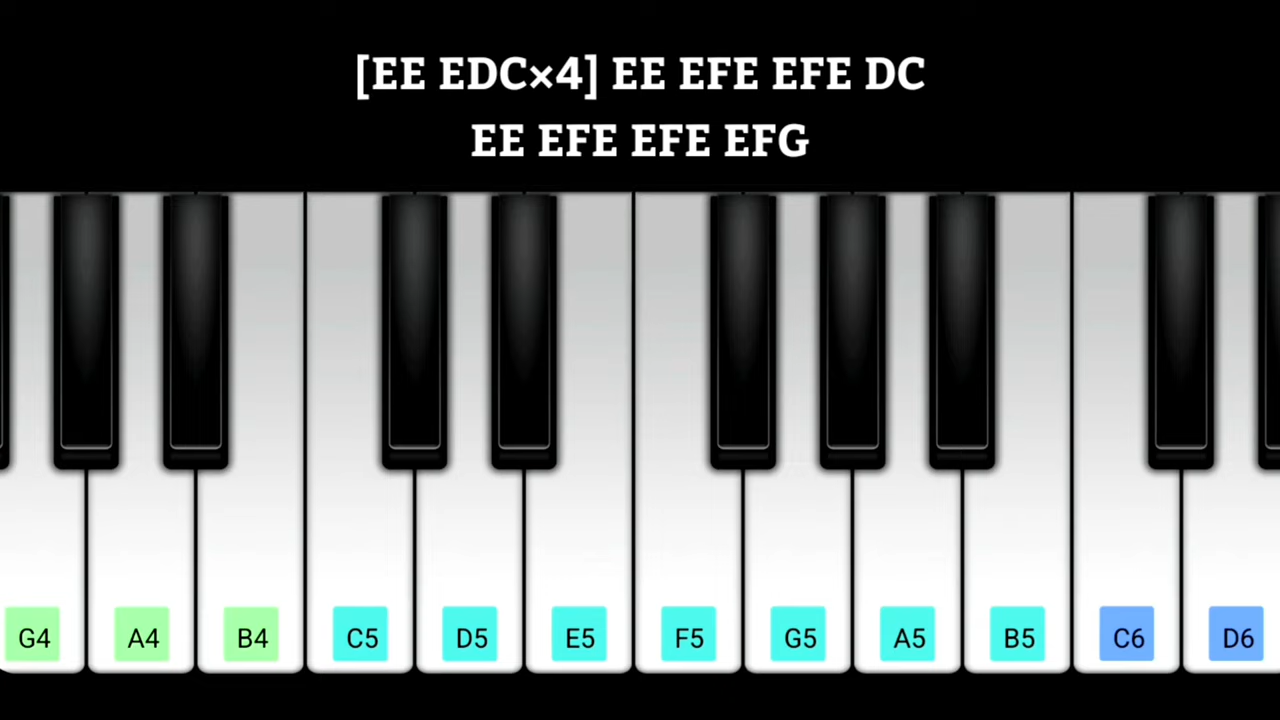 [EE EDC×4] EE EFE EFE DC
EE EFE EFE EFG
G4 A4 B4 C5 D5 E5 F5 G5 A5 B5 C6 D6